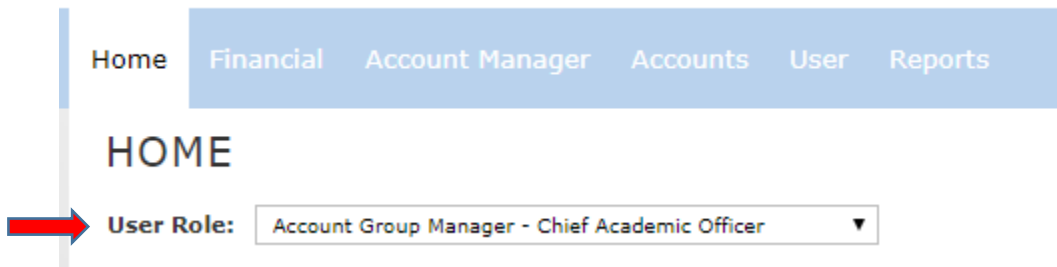 Home Financial Account Manager Accounts User Reports
HOME
User Role: Account Group Manager - Chief Academic Officer